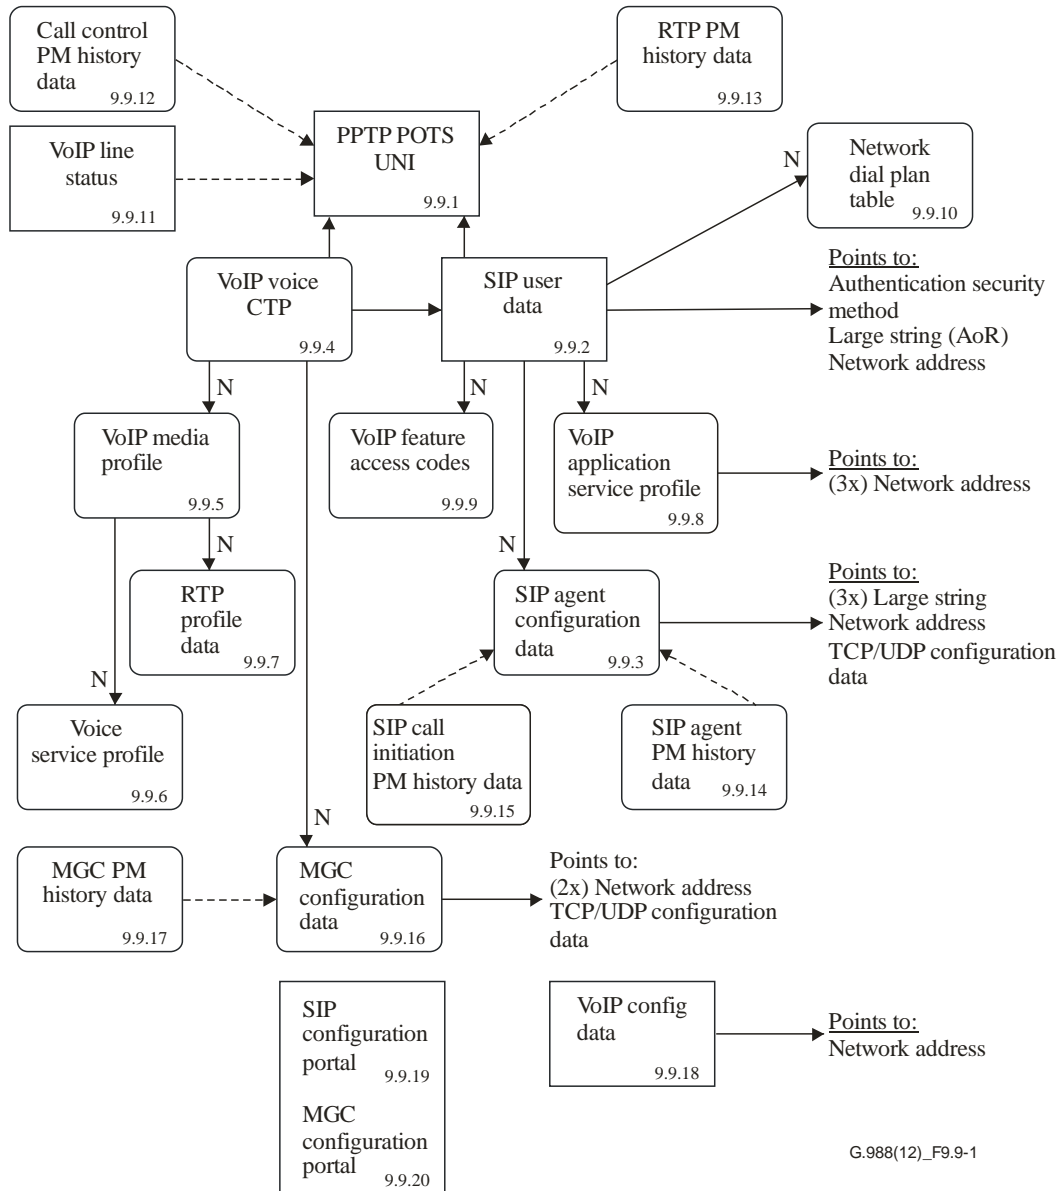 Call control
PM history
data
9.9.12
RTP PM
history data
9.9.13
PPTP POTS
UNI
9.9.1
VoIP line
status
9.9.11
N
Network
dial plan
table
9.9.10
VoIP voice
CTP
9.9.4
SIP user
data
9.9.2
Points to:
Authentication security
method
Large string (AoR)
Network address
N
N
N
VoIP media
profile
9.9.5
VoIP feature
access codes
9.9.9
VoIP
application
service profile
9.9.8
Points to:
(3x) Network address
N
N
RTP
profile
data
9.9.7
SIP agent
configuration
data
9.9.3
Points to:
(3x) Large string
Network address
TCP/UDP configuration
data
N
Voice
service profile
9.9.6
SIP call
initiation
PM history data
9.9.15
SIP agent
PM history
data
9.9.14
N
MGC PM
history data
9.9.17
MGC
configuration
data
9.9.16
Points to:
(2x) Network address
TCP/UDP configuration
data
SIP
configuration
portal
9.9.19
MGC
configuration
portal
9.9.20
VoIP config
data
9.9.18
Points to:
Network address
G.988(12)_F9.9-1